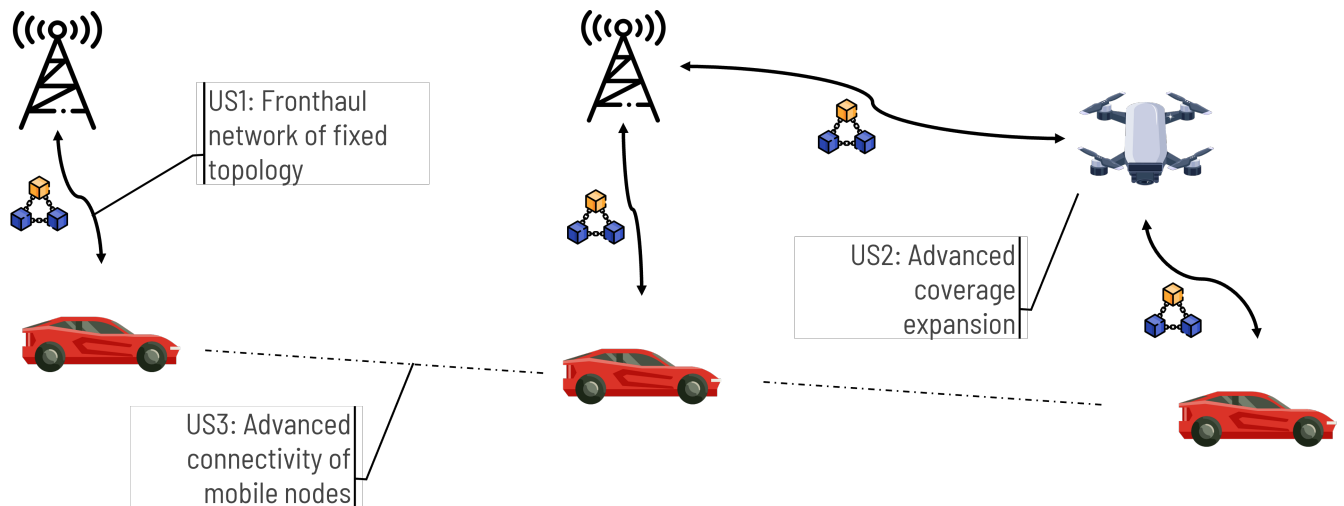 US1: Fronthaul
network of fixed
topology
US2: Advanced
coverage
expansion
US3: Advanced
connectivity of
mobile nodes